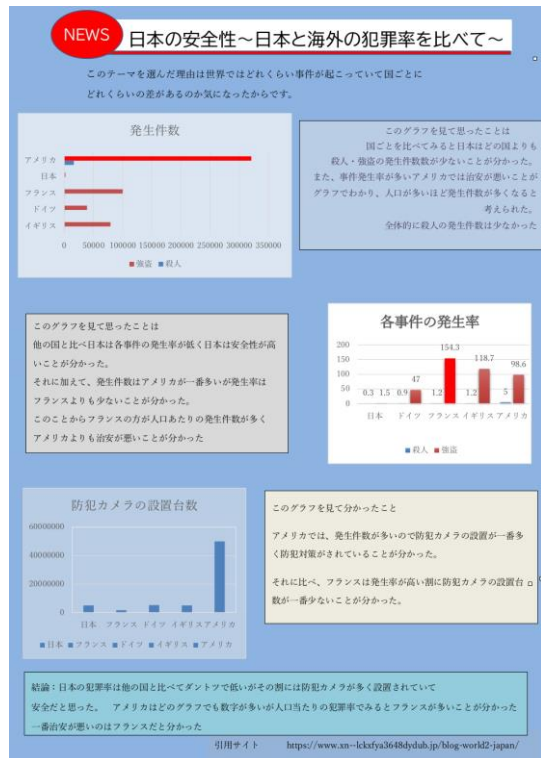 NEWS
日本の安全性～日本と海外の犯罪率を比べて～
このテーマを選んだ理由は世界ではどれくらい事件が起こっていて国ごとに
どれくらいの差があるのか気になったからです。
発生件数
アメリカ
日本
フランス
ドイツ
イギリス
0 50000 100000 150000 200000 250000 300000 350000
■強盗 ■殺人
このグラフを見て思ったことは
国ごとを比べてみると日本はどの国よりも
殺人・強盗の発生件数数が少ないことが分かった。
また、事件発生率が多いアメリカでは治安が悪いことが
グラフでわかり、人口が多いほど発生件数が多くなると
考えられた。
全体的に殺人の発生件数は少なかった
このグラフを見て思ったことは
他の国と比べ日本は各事件の発生率が低く日本は安全性が高
いことが分かった。
それに加えて、発生件数はアメリカが一番多いが発生率は
フランスよりも少ないことが分かった。
このことからフランスの方が人口あたりの発生件数が多く
アメリカよりも治安が悪いことが分かった
各事件の発生率
200
150
100
50
0
0.3 1.5 0.9 47 1.2 154.3 1.2 118.7 5 98.6
日本 ドイツ フランス イギリス アメリカ
■殺人 ■強盗
防犯カメラの設置台数
60000000
40000000
20000000
0
日本 フランス ドイツ イギリス アメリカ
■日本 ■フランス ■ドイツ ■イギリス ■アメリカ
このグラフを見て分かったこと
アメリカでは、発生件数が多いので防犯カメラの設置が一番多
く防犯対策がされていることが分かった。
それに比べ、フランスは発生率が高い割に防犯カメラの設置台
数が一番少ないことが分かった。
結論：日本の犯罪率は他の国と比べてダントツで低いがその割には防犯カメラが多く設置されていて
安全だと思った。 アメリカはどのグラフでも数字が多いが人口当たりの犯罪率でみるとフランスが多いことが分かった
一番治安が悪いのはフランスだと分かった
引用サイト https://www.xn--lckxfya3648dydub.jp/blog-world2-japan/